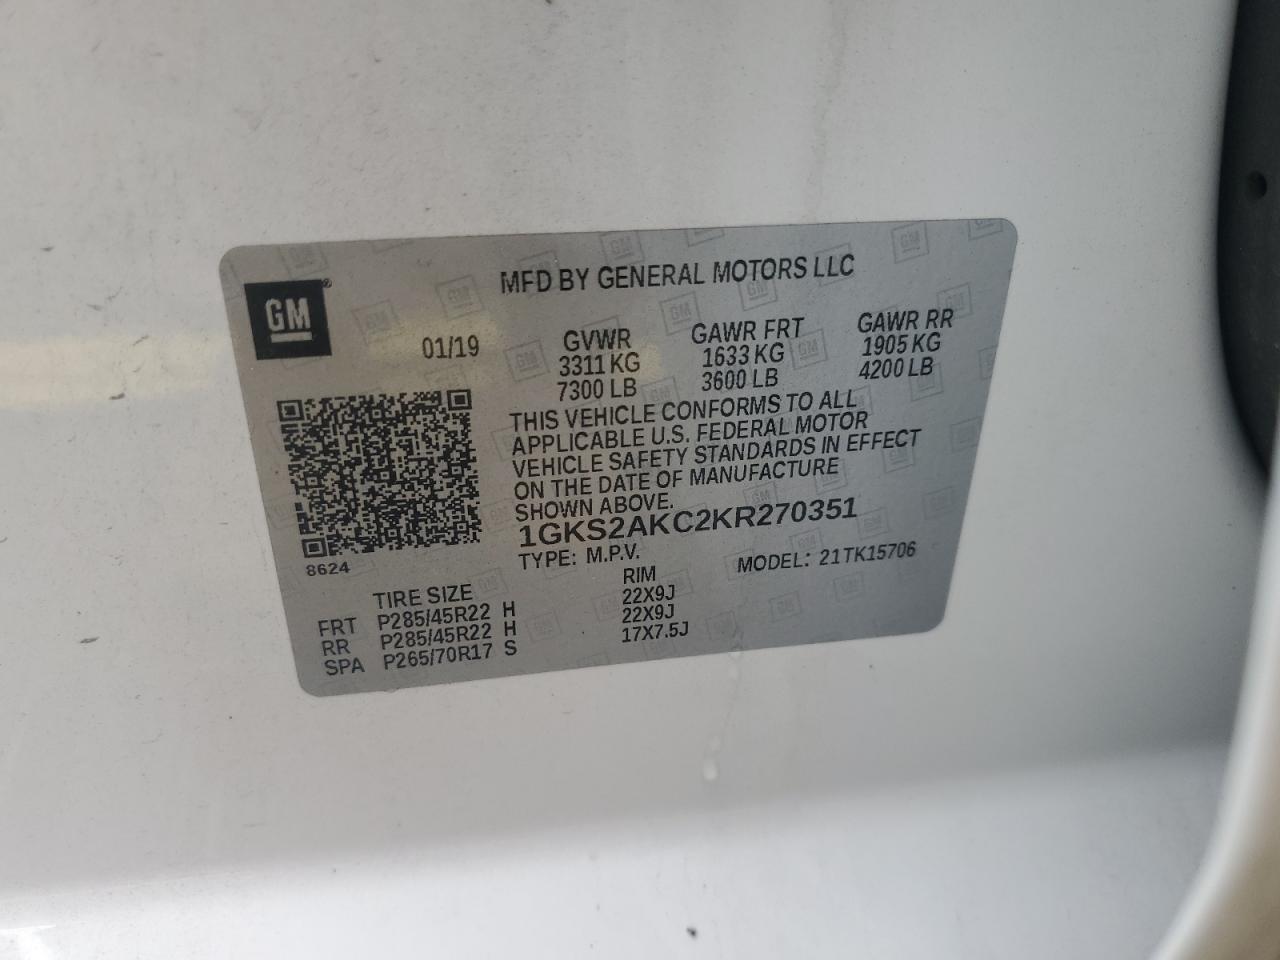 MFD BY GENERAL MOTORS LLC
GM
01/19
GVWR GAWR FRT GAWR RR
3311 KG 1633 KG 1905 KG
7300 LB 3600 LB 4200 LB
THIS VEHICLE CONFORMS TO ALL
APPLICABLE U.S. FEDERAL MOTOR
VEHICLE SAFETY STANDARDS IN EFFECT
ON THE DATE OF MANUFACTURE
SHOWN ABOVE.
1GKS2AKC2KR270351
TYPE: M.P.V. MODEL: 21TK15706
8624
TIRE SIZE RIM
FRT P285/45R22 H 22X9J
RR P285/45R22 H 22X9J
SPA P265/70R17 S 17X7.5J